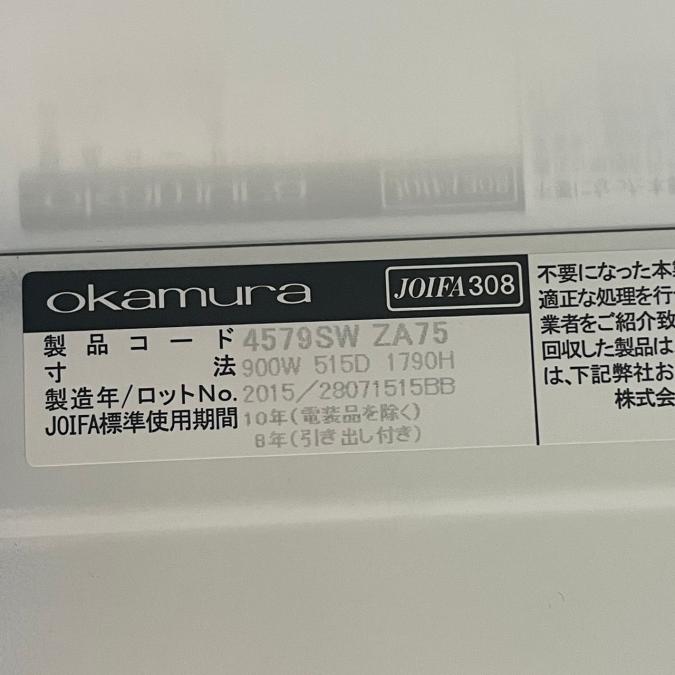 okamura JOIFA308
製品コード 4579SW ZA75
寸法 900W 515D 1790H
製造年/ロットNo. 2015/28071515BB
JOIFA標準使用期間 10年(電装品を除く)
8年(引き出し付き)
不要になった本
適正な処理を行
業者をご紹介致
回収した製品は
は、下記弊社お
株式会